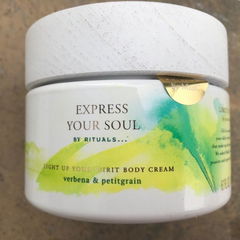 EXPRESS
YOUR SOUL
BY RITUALS...
LIGHT UP YOUR SPIRIT BODY CREAM
verbena & petitgrain